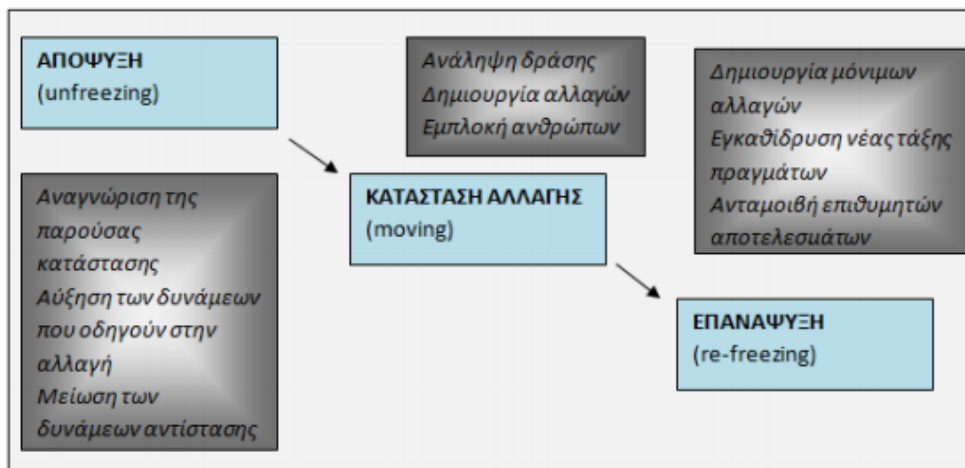 ΑΠΟΨΥΞΗ
(unfreezing)
Αναγνώριση της
παρούσας
κατάστασης
Αύξηση των δυνάμεων
που οδηγούν στην
αλλαγή
Μείωση των
δυνάμεων αντίστασης
Ανάληψη δράσης
Δημιουργία αλλαγών
Εμπλοκή ανθρώπων
ΚΑΤΑΣΤΑΣΗ ΑΛΛΑΓΗΣ
(moving)
Δημιουργία μόνιμων
αλλαγών
Εγκαθίδρυση νέας τάξης
πραγμάτων
Ανταμοιβή επιθυμητών
αποτελεσμάτων
ΕΠΑΝΑΨΥΞΗ
(re-freezing)